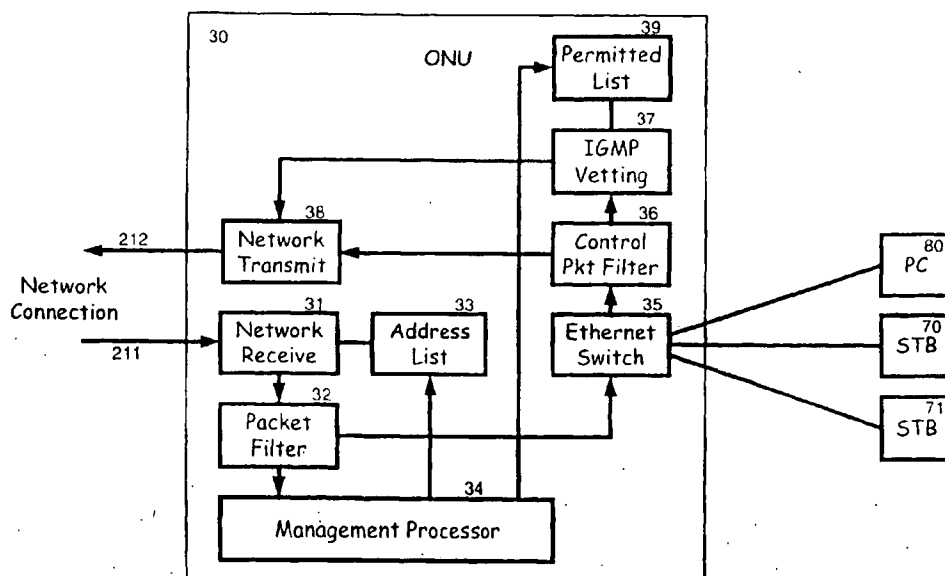 30
ONU
39
Permitted
List
37
IGMP
Vetting
38
Network
Transmit
36
Control
Pkt Filter
212
Network
Connection
211
31
Network
Receive
33
Address
List
35
Ethernet
Switch
80
PC
70
STB
71
STB
32
Packet
Filter
34
Management Processor